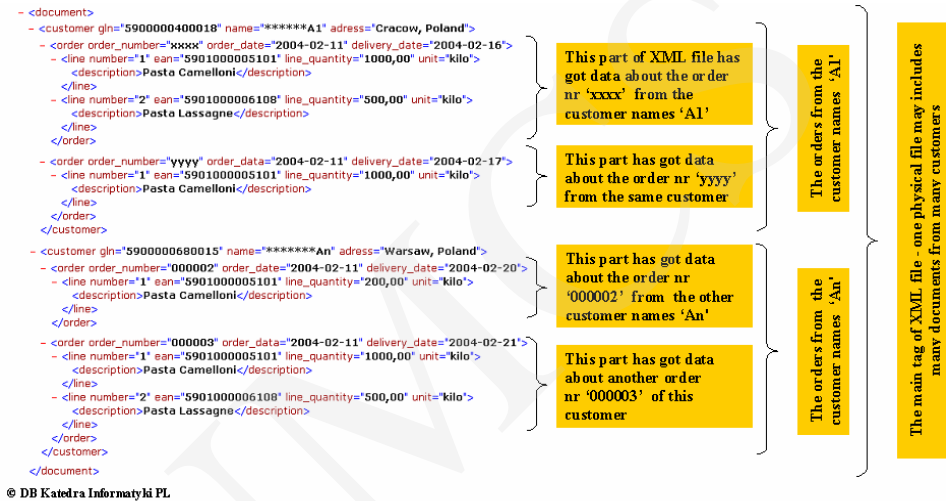 - <document>
- <customer gln="5900000400018" name="******A1" adress="Cracow, Poland">
- <order order_number="xxxx" order_date="2004-02-11" delivery_date="2004-02-16">
- <line number="1" ean="5901000005101" line_quantity="1000,00" unit="kilo">
<description>Pasta Camelloni</description>
</line>
- <line number="2" ean="5901000006108" line_quantity="500,00" unit="kilo">
<description>Pasta Lassagne</description>
</line>
</order>
- <order order_number="yyyy" order_data="2004-02-11" delivery_date="2004-02-17">
- <line number="1" ean="5901000005101" line_quantity="1000,00" unit="kilo">
<description>Pasta Camelloni</description>
</line>
</order>
</customer>
- <customer gln="5900000680015" name="*******An" adress="Warsaw, Poland">
- <order order_number="000002" order_date="2004-02-11" delivery_date="2004-02-20">
- <line number="1" ean="5901000005101" line_quantity="200,00" unit="kilo">
<description>Pasta Camelloni</description>
</line>
</order>
- <order order_number="000003" order_date="2004-02-11" delivery_date="2004-02-21">
- <line number="1" ean="5901000005101" line_quantity="1000,00" unit="kilo">
<description>Pasta Camelloni</description>
</line>
- <line number="2" ean="5901000006108" line_quantity="500,00" unit="kilo">
<description>Pasta Lassagne</description>
</line>
</order>
</customer>
</document>
This part of XML file has
got data about the order
nr 'xxxx' from the
customer names 'A1'
This part has got data
about the order nr 'yyyy'
from the same customer
This part has got data
about the order nr
'000002' from the other
customer names 'An'
This part has got data
about another order
nr '000003' of this
customer
The orders from the
customer names 'A1'
The orders from the
customer names 'An'
The main tag of XML file - one physical file may includes
many documents from many customers
© DB Katedra Informatyki PL
UMCS